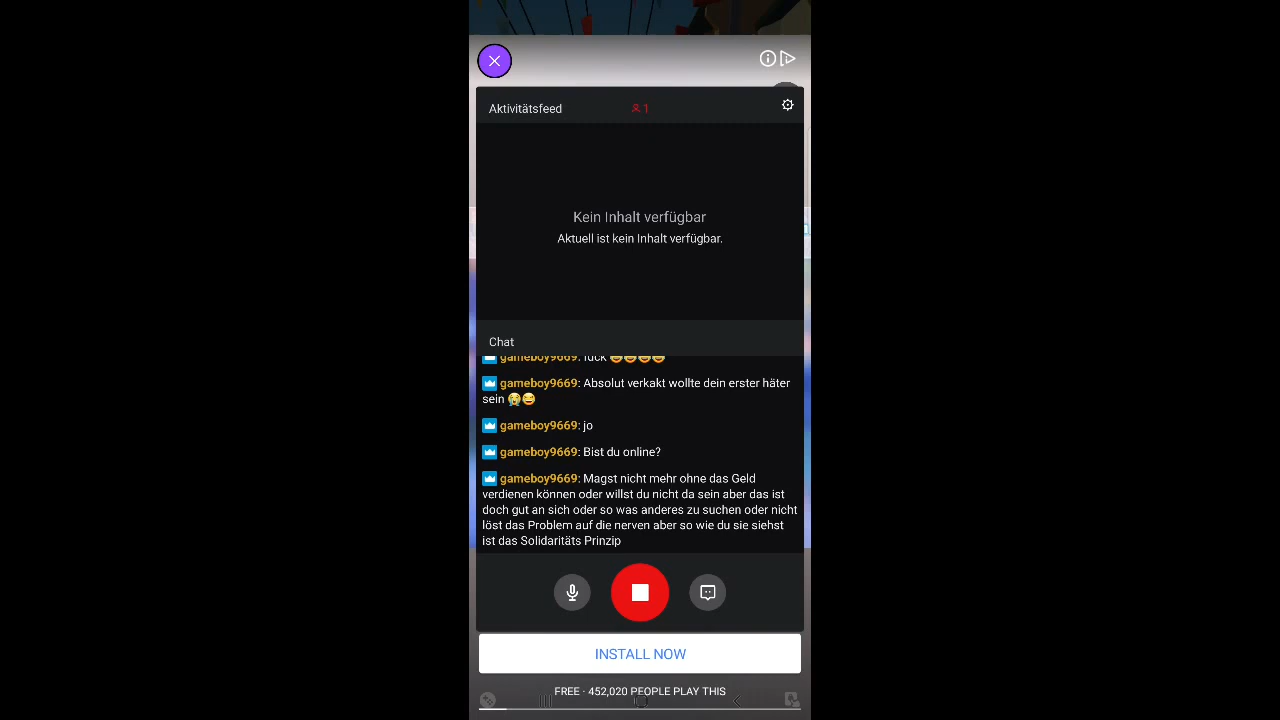 Aktivitätsfeed
1
Kein Inhalt verfügbar
Aktuell ist kein Inhalt verfügbar.
Chat
gameboy9669: fuck 😂😂😂😂
gameboy9669: Absolut verkakt wollte dein erster häter
sein 😭😂
gameboy9669: jo
gameboy9669: Bist du online?
gameboy9669: Magst nicht mehr ohne das Geld
verdienen können oder willst du nicht da sein aber das ist
doch gut an sich oder so was anderes zu suchen oder nicht
löst das Problem auf die nerven aber so wie du sie siehst
ist das Solidaritäts Prinzip
INSTALL NOW
FREE · 452,020 PEOPLE PLAY THIS